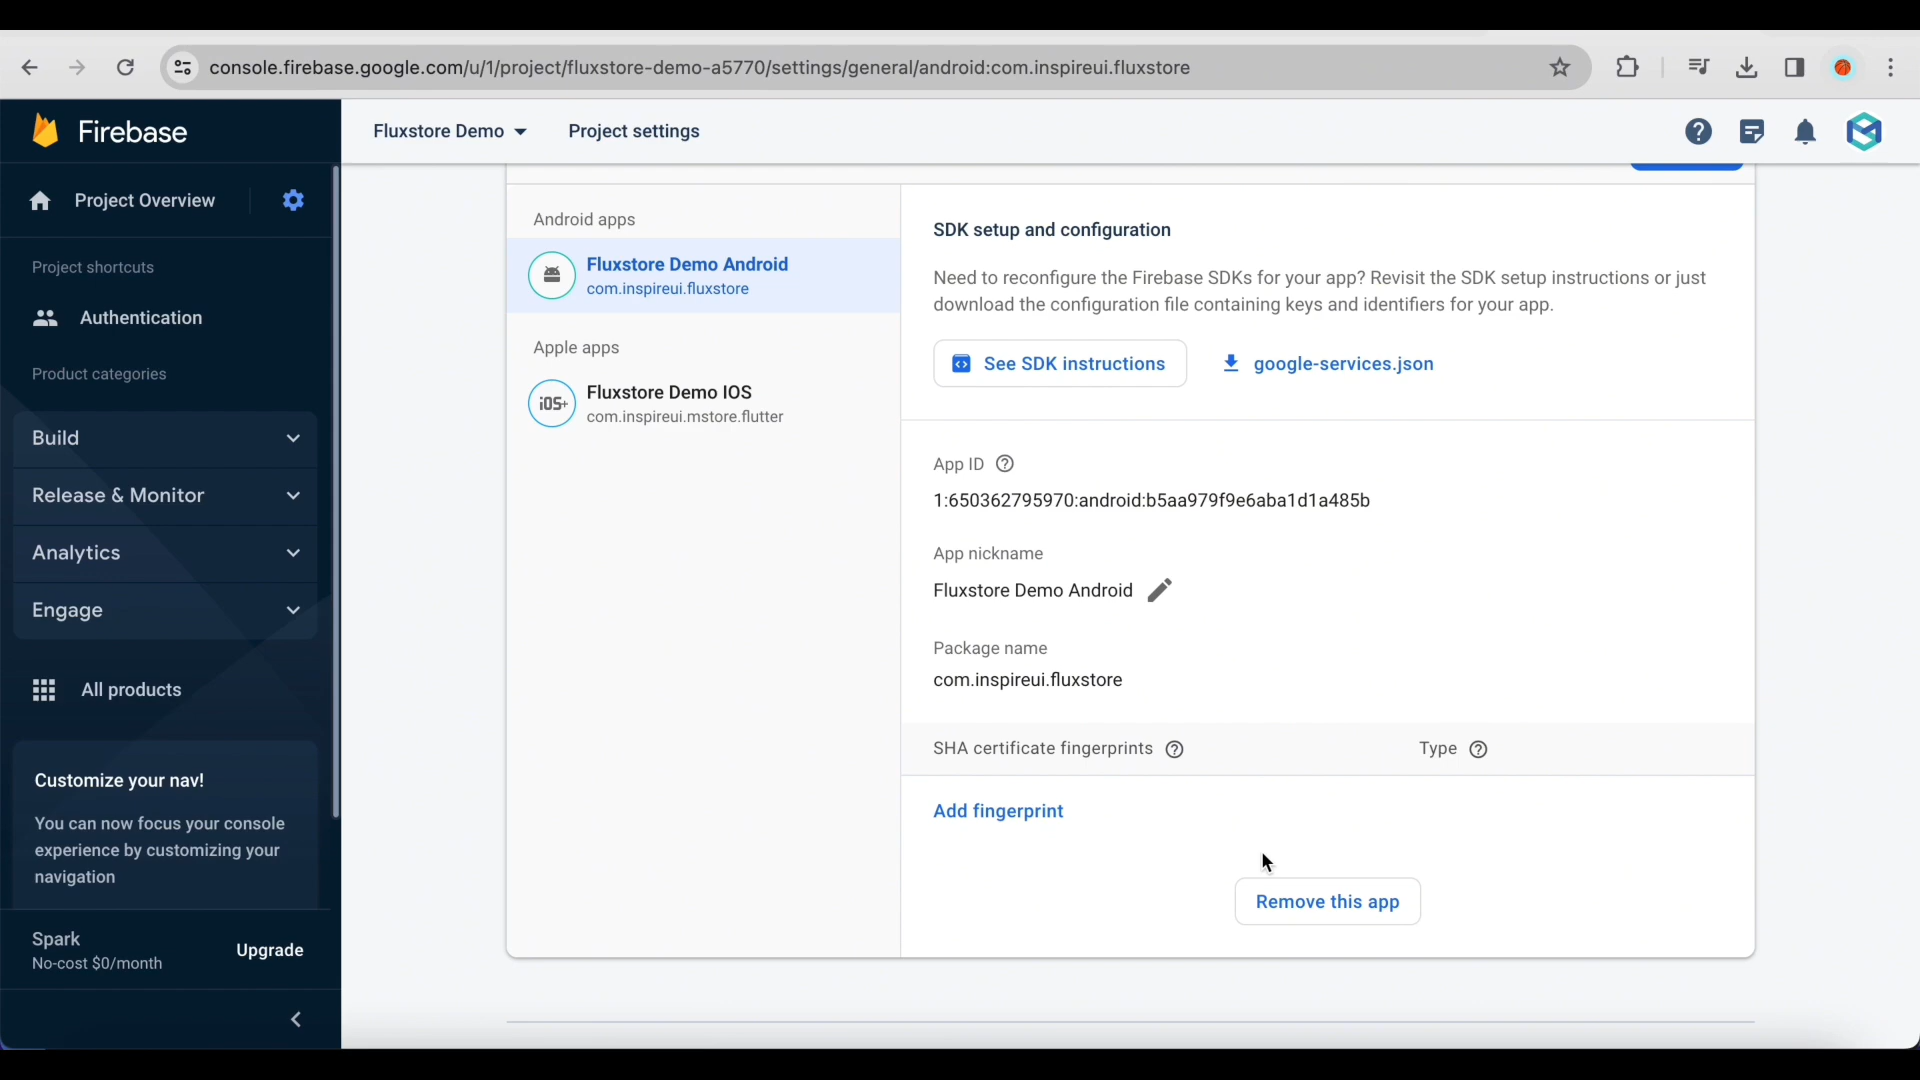 console.firebase.google.com/u/1/project/fluxstore-demo-a5770/settings/general/android:com.inspireui.fluxstore
Firebase
Fluxstore Demo
Project settings
Project Overview
Project shortcuts
Authentication
Product categories
Build
Release & Monitor
Analytics
Engage
All products
Customize your nav!
You can now focus your console
experience by customizing your
navigation
Spark
No-cost $0/month
Upgrade
Android apps
Fluxstore Demo Android
com.inspireui.fluxstore
Apple apps
iOS+
Fluxstore Demo IOS
com.inspireui.mstore.flutter
SDK setup and configuration
Need to reconfigure the Firebase SDKs for your app? Revisit the SDK setup instructions or just
download the configuration file containing keys and identifiers for your app.
See SDK instructions
google-services.json
App ID
1:650362795970:android:b5aa979f9e6aba1d1a485b
App nickname
Fluxstore Demo Android
Package name
com.inspireui.fluxstore
SHA certificate fingerprints
Type
Add fingerprint
Remove this app